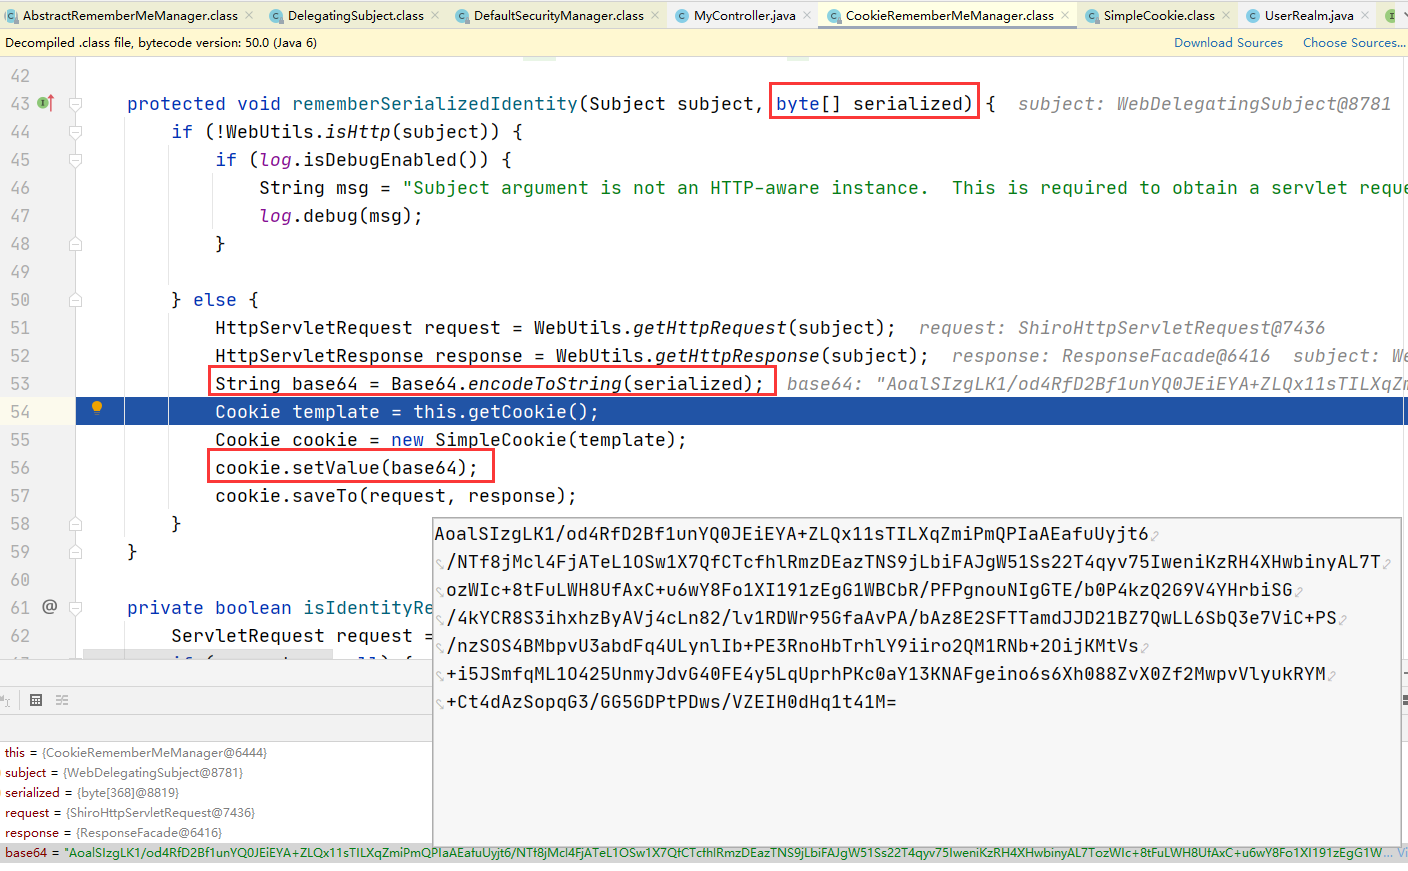 AbstractRememberMeManager.class
DelegatingSubject.class
DefaultSecurityManager.class
MyController.java
CookieRememberMeManager.class
SimpleCookie.class
UserRealm.java
Decompiled .class file, bytecode version: 50.0 (Java 6)
Download Sources
Choose Sources...
42
43 protected void rememberSerializedIdentity(Subject subject, byte[] serialized) { subject: WebDelegatingSubject@8781
44 if (!WebUtils.isHttp(subject)) {
45 if (log.isDebugEnabled()) {
46 String msg = "Subject argument is not an HTTP-aware instance.  This is required to obtain a servlet reque
47 log.debug(msg);
48 }
49
50 } else {
51 HttpServletRequest request = WebUtils.getHttpRequest(subject); request: ShiroHttpServletRequest@7436
52 HttpServletResponse response = WebUtils.getHttpResponse(subject); response: ResponseFacade@6416 subject: We
53 String base64 = Base64.encodeToString(serialized); base64: "AoalSIzgLK1/od4RfD2Bf1unYQ0JEiEYA+ZLQx11sTILXqZm
54 Cookie template = this.getCookie();
55 Cookie cookie = new SimpleCookie(template);
56 cookie.setValue(base64);
57 cookie.saveTo(request, response);
58 }
59 }
60
61 @ private boolean isIdentityRe
62 ServletRequest request =
AoalSIzgLK1/od4RfD2Bf1unYQ0JEiEYA+ZLQx11sTILXqZmiPmQPIaAEafuUyjt6
/NTf8jMcl4FjATeL1OSw1X7QfCTcfhlRmzDEazTNS9jLbiFAJgW51Ss22T4qyv75IweniKzRH4XHwbinyAL7T
ozWIc+8tFuLWH8UfAxC+u6wY8Fo1XI191zEgG1WBCbR/PFPgnouNIgGTE/b0P4kzQ2G9V4YHrbiSG
/4kYCR8S3ihxhzByAVj4cLn82/lv1RDWr95GfaAvPA/bAz8E2SFTTamdJJD21BZ7QwLL6SbQ3e7ViC+PS
/nzSOS4BMbpvU3abdFq4ULynlIb+PE3RnoHbTrhlY9iiro2QM1RNb+2OijKMtVs
+i5JSmfqML1O425UnmyJdvG40FE4y5LqUprhPKc0aY13KNAFgeino6s6Xh088ZvX0Zf2MwpvVlyukRYM
+Ct4dAzSopqG3/GG5GDPtPDws/VZEIH0dHq1t41M=
this = {CookieRememberMeManager@6444}
subject = {WebDelegatingSubject@8781}
serialized = {byte[368]@8819}
request = {ShiroHttpServletRequest@7436}
response = {ResponseFacade@6416}
base64 = "AoalSIzgLK1/od4RfD2Bf1unYQ0JEiEYA+ZLQx11sTILXqZmiPmQPIaAEafuUyjt6/NTf8jMcl4FjATeL1OSw1X7QfCTcfhlRmzDEazTNS9jLbiFAJgW51Ss22T4qyv75IweniKzRH4XHwbinyAL7TozWIc+8tFuLWH8UfAxC+u6wY8Fo1XI191zEgG1W... Vi